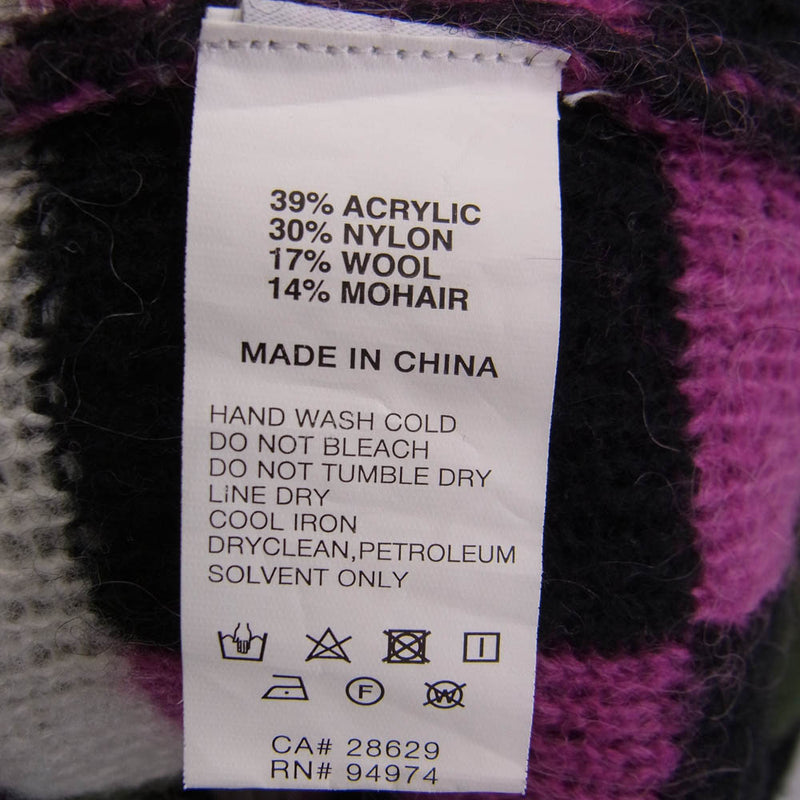 39% ACRYLIC
30% NYLON
17% WOOL
14% MOHAIR
MADE IN CHINA
HAND WASH COLD
DO NOT BLEACH
DO NOT TUMBLE DRY
LINE DRY
COOL IRON
DRYCLEAN,PETROLEUM
SOLVENT ONLY
F W
CA# 28629
RN# 94974